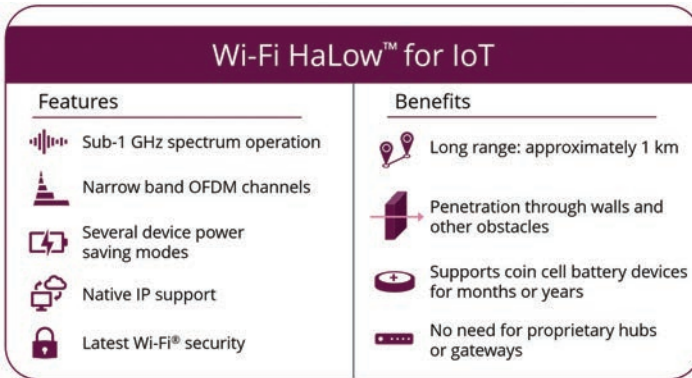 Wi-Fi HaLow™ for IoT
Features
Sub-1 GHz spectrum operation
Narrow band OFDM channels
Several device power
saving modes
Native IP support
Latest Wi-Fi® security
Benefits
Long range: approximately 1 km
Penetration through walls and
other obstacles
Supports coin cell battery devices
for months or years
No need for proprietary hubs
or gateways